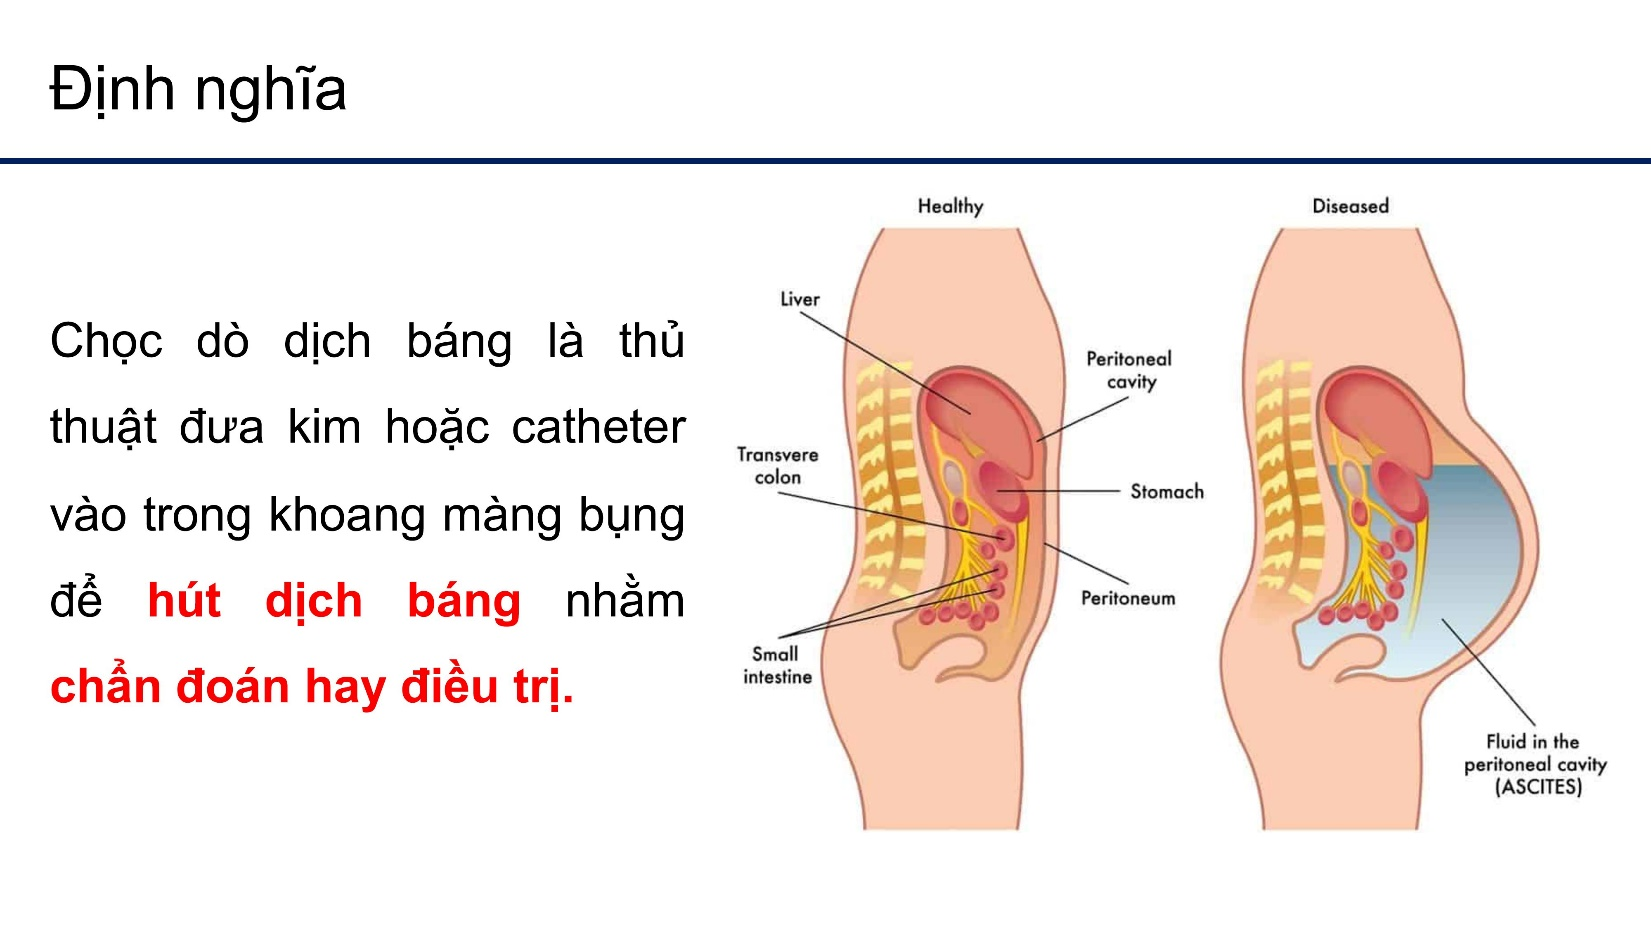 Định nghĩa
Chọc dò dịch báng là thủ
thuật đưa kim hoặc catheter
vào trong khoang màng bụng
để hút dịch báng nhằm
chẩn đoán hay điều trị.
Healthy
Liver
Peritoneal
cavity
Transvere
colon
Stomach
Peritoneum
Small
intestine
Diseased
Fluid in the
peritoneal cavity
(ASCITES)